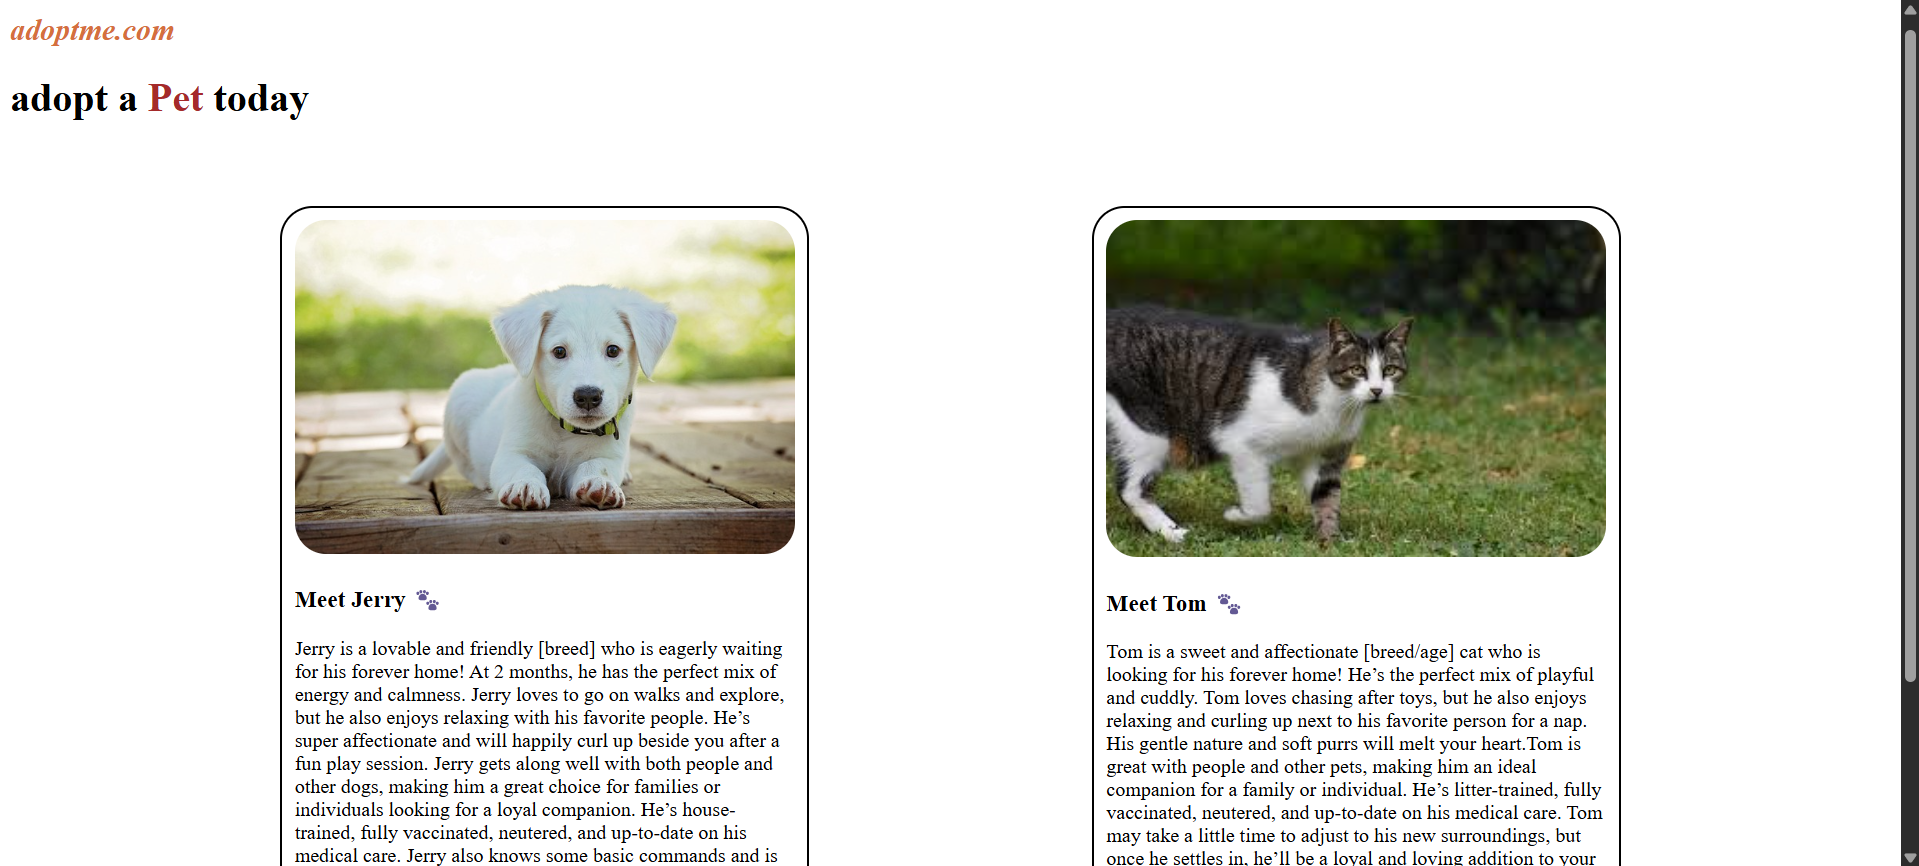 adoptme.com
adopt a Pet today
Meet Jerry
Jerry is a lovable and friendly [breed] who is eagerly waiting
for his forever home! At 2 months, he has the perfect mix of
energy and calmness. Jerry loves to go on walks and explore,
but he also enjoys relaxing with his favorite people. He’s
super affectionate and will happily curl up beside you after a
fun play session. Jerry gets along well with both people and
other dogs, making him a great choice for families or
individuals looking for a loyal companion. He’s house-
trained, fully vaccinated, neutered, and up-to-date on his
medical care. Jerry also knows some basic commands and is
Meet Tom
Tom is a sweet and affectionate [breed/age] cat who is
looking for his forever home! He’s the perfect mix of playful
and cuddly. Tom loves chasing after toys, but he also enjoys
relaxing and curling up next to his favorite person for a nap.
His gentle nature and soft purrs will melt your heart.Tom is
great with people and other pets, making him an ideal
companion for a family or individual. He’s litter-trained, fully
vaccinated, neutered, and up-to-date on his medical care. Tom
may take a little time to adjust to his new surroundings, but
once he settles in, he’ll be a loyal and loving addition to your